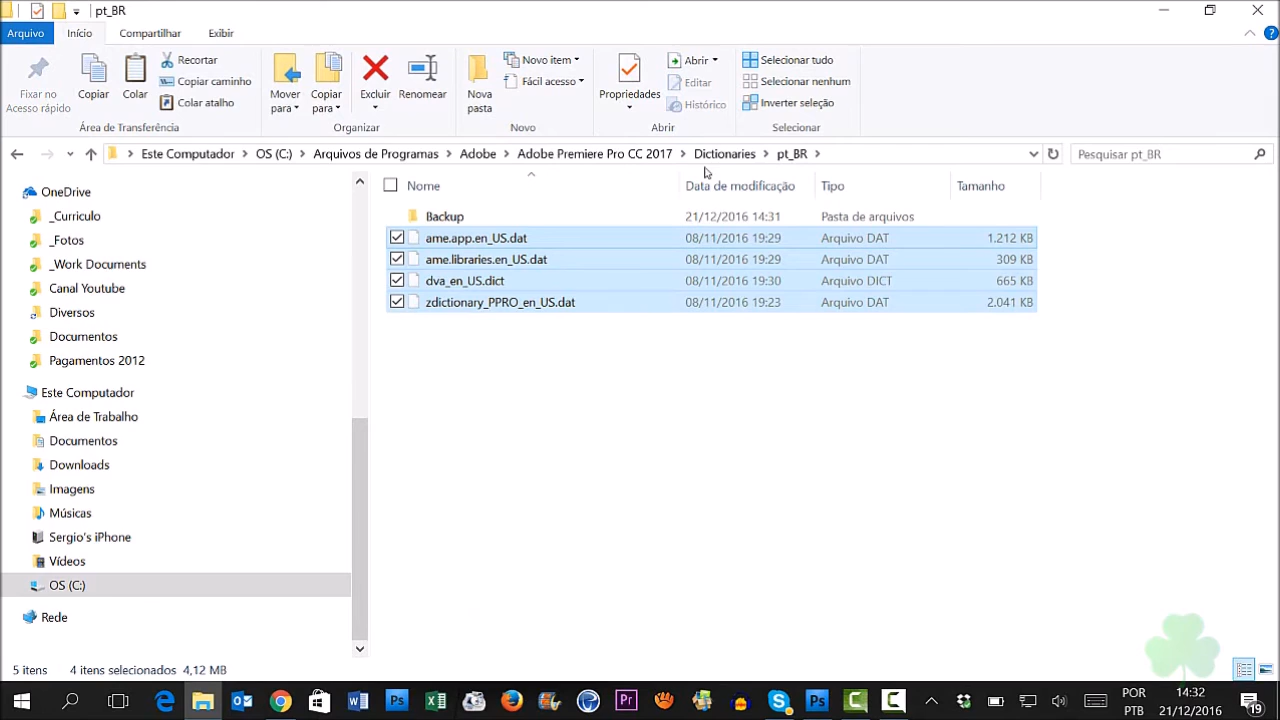 pt_BR
Arquivo Início Compartilhar Exibir
Fixar no Acesso rápido
Copiar
Colar
Recortar
Copiar caminho
Colar atalho
Mover para
Copiar para
Excluir
Renomear
Nova pasta
Novo item
Fácil acesso
Propriedades
Abrir
Editar
Histórico
Selecionar tudo
Selecionar nenhum
Inverter seleção
Área de Transferência Organizar Novo Abrir Selecionar
Este Computador OS (C:) Arquivos de Programas Adobe Adobe Premiere Pro CC 2017 Dictionaries pt_BR Pesquisar pt_BR
Nome Data de modificação Tipo Tamanho
Backup 21/12/2016 14:31 Pasta de arquivos
ame.app.en_US.dat 08/11/2016 19:29 Arquivo DAT 1.212 KB
ame.libraries.en_US.dat 08/11/2016 19:29 Arquivo DAT 309 KB
dva_en_US.dict 08/11/2016 19:30 Arquivo DICT 665 KB
zdictionary_PPRO_en_US.dat 08/11/2016 19:23 Arquivo DAT 2.041 KB
OneDrive
_Curriculo
_Fotos
_Work Documents
Canal Youtube
Diversos
Documentos
Pagamentos 2012
Este Computador
Área de Trabalho
Documentos
Downloads
Imagens
Músicas
Sergio's iPhone
Vídeos
OS (C:)
Rede
5 itens 4 itens selecionados 4,12 MB
POR
PTB
14:32
21/12/2016
19